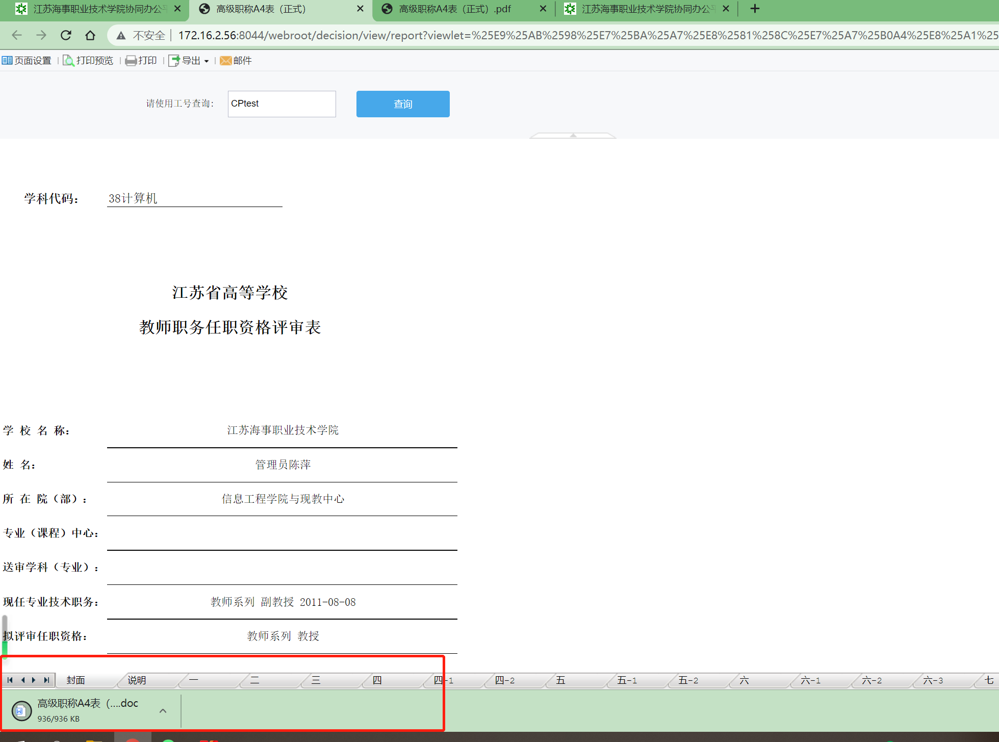 江苏海事职业技术学院协同办公平
高级职称A4表（正式）
高级职称A4表（正式）.pdf
江苏海事职业技术学院协同办公平
不安全
172.16.2.56:8044/webroot/decision/view/report?viewlet=%25E9%25AB%2598%25E7%25BA%25A7%25E8%2581%258C%25E7%25A7%25B0A4%25E8%25A1%25
页面设置 | 打印预览 | 打印 | 导出 | 邮件
请使用工号查询： CPtest 查询
学科代码： 38计算机
江苏省高等学校
教师职务任职资格评审表
学 校 名 称： 江苏海事职业技术学院
姓 名： 管理员陈萍
所 在 院（部）： 信息工程学院与现教中心
专业（课程）中心：
送审学科（专业）：
现任专业技术职务： 教师系列 副教授 2011-08-08
拟评审任职资格： 教师系列 教授
封面 说明 一 二 三 四 四-1 四-2 五 五-1 五-2 六 六-1 六-2 六-3 七
高级职称A4表（....doc
936/936 KB